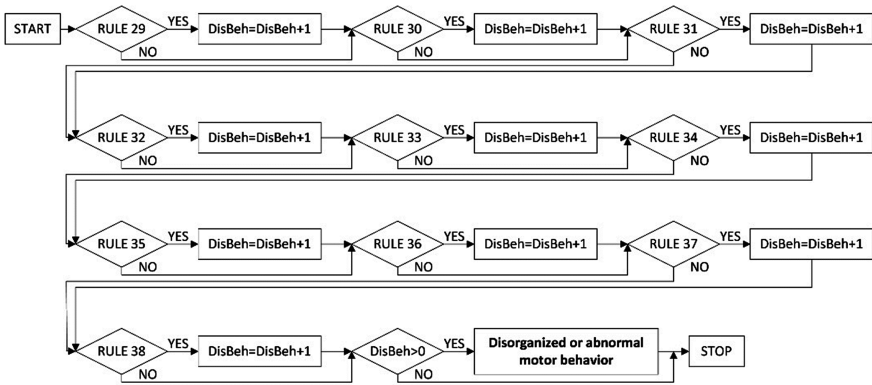 START
RULE 29
YES
DisBeh=DisBeh+1
NO
RULE 30
YES
DisBeh=DisBeh+1
NO
RULE 31
YES
DisBeh=DisBeh+1
NO
RULE 32
YES
DisBeh=DisBeh+1
NO
RULE 33
YES
DisBeh=DisBeh+1
NO
RULE 34
YES
DisBeh=DisBeh+1
NO
RULE 35
YES
DisBeh=DisBeh+1
NO
RULE 36
YES
DisBeh=DisBeh+1
NO
RULE 37
YES
DisBeh=DisBeh+1
NO
RULE 38
YES
DisBeh=DisBeh+1
NO
DisBeh>0
YES
Disorganized or abnormal
motor behavior
NO
STOP